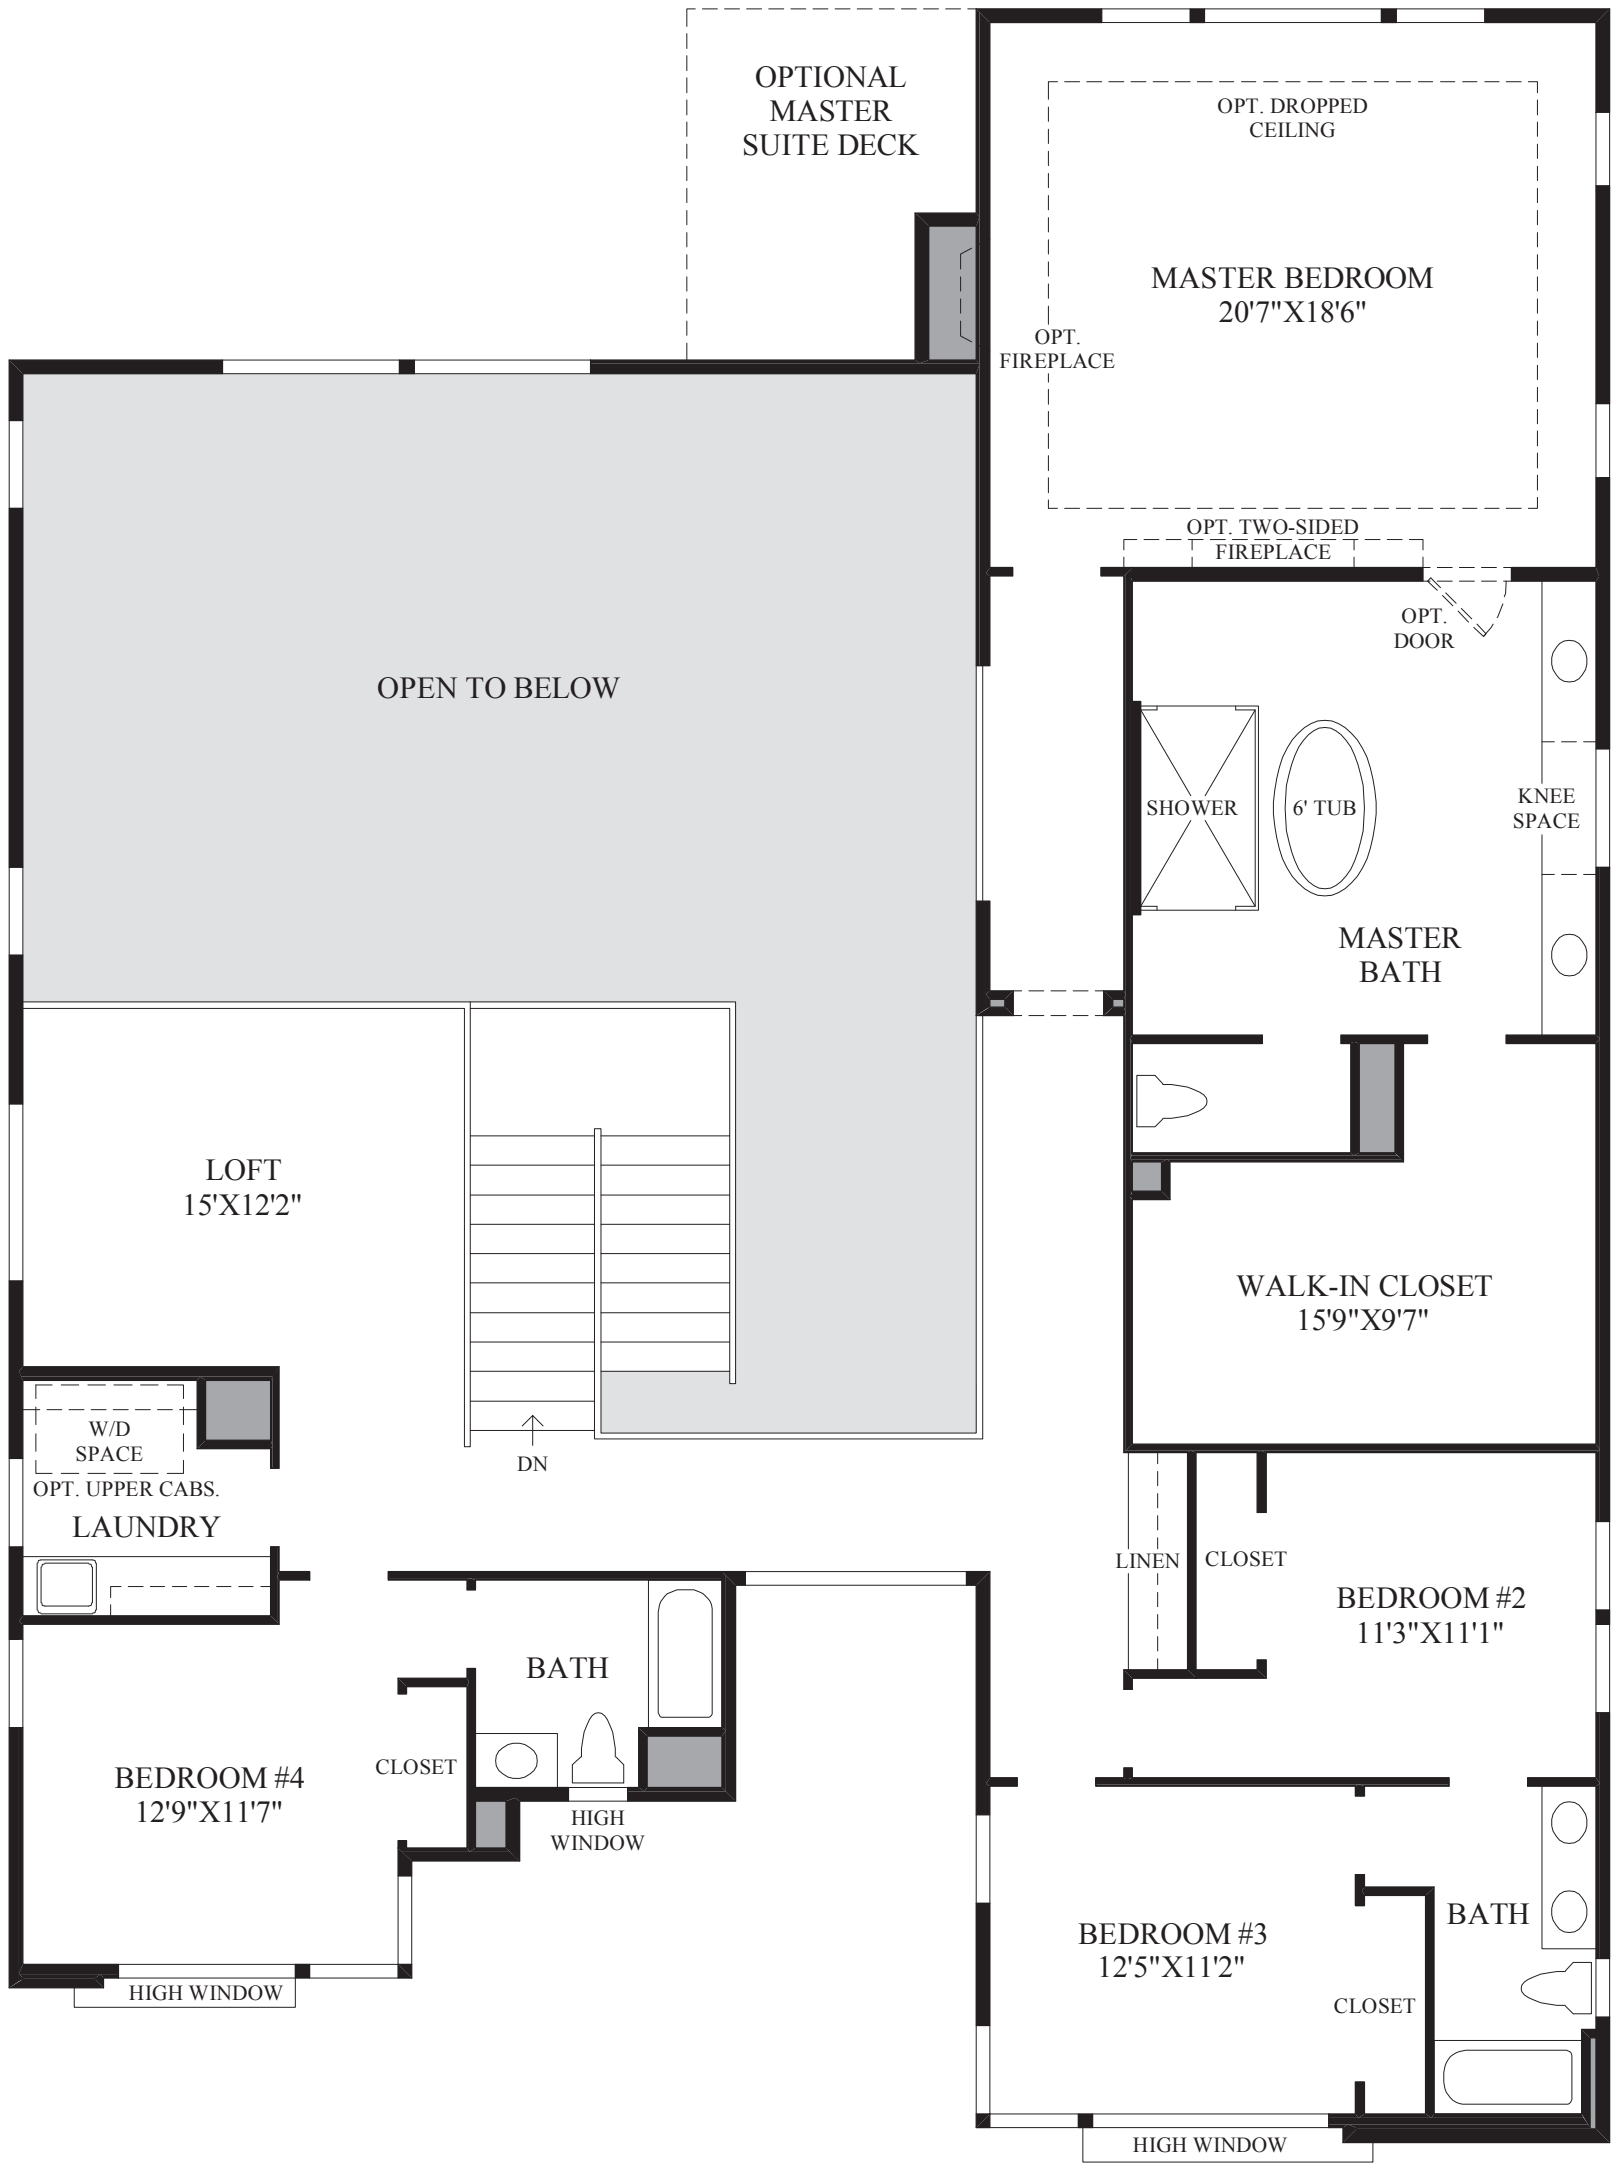 OPTIONAL
MASTER
SUITE DECK
OPT. DROPPED
CEILING
MASTER BEDROOM
20'7"X18'6"
OPT.
FIREPLACE
OPT. TWO-SIDED
FIREPLACE
OPT.
DOOR
OPEN TO BELOW
SHOWER
6' TUB
KNEE
SPACE
MASTER
BATH
LOFT
15'X12'2"
WALK-IN CLOSET
15'9"X9'7"
W/D
SPACE
OPT. UPPER CABS.
LAUNDRY
DN
LINEN
CLOSET
BEDROOM #2
11'3"X11'1"
BATH
CLOSET
BEDROOM #4
12'9"X11'7"
HIGH
WINDOW
HIGH WINDOW
BEDROOM #3
12'5"X11'2"
BATH
CLOSET
HIGH WINDOW